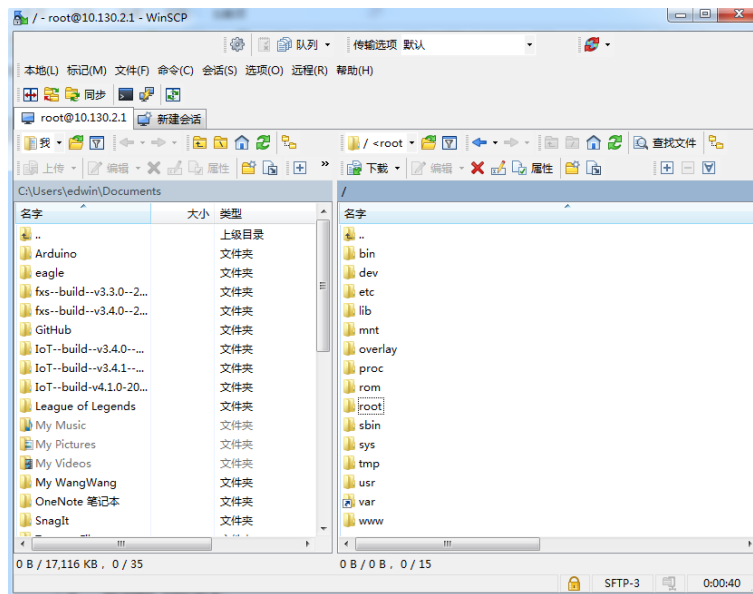 / - root@10.130.2.1 - WinSCP
队列 传输选项 默认
本地(L) 标记(M) 文件(F) 命令(C) 会话(S) 选项(O) 远程(R) 帮助(H)
同步
root@10.130.2.1 新建会话
我 / <root 查找文件
上传 编辑 属性 » 下载 编辑 属性
C:\Users\edwin\Documents /
名字 大小 类型 名字
.. 上级目录 ..
Arduino 文件夹 bin
eagle 文件夹 dev
fxs--build--v3.3.0--2... 文件夹 etc
fxs--build--v3.4.0--2... 文件夹 lib
GitHub 文件夹 mnt
IoT--build--v3.4.0--... 文件夹 overlay
IoT--build--v3.4.1--... 文件夹 proc
IoT--build-v4.1.0-20... 文件夹 rom
League of Legends 文件夹 root
My Music 文件夹 sbin
My Pictures 文件夹 sys
My Videos 文件夹 tmp
My WangWang 文件夹 usr
OneNote 笔记本 文件夹 var
SnagIt 文件夹 www
0 B / 17,116 KB， 0 / 35 0 B / 0 B， 0 / 15
SFTP-3 0:00:40